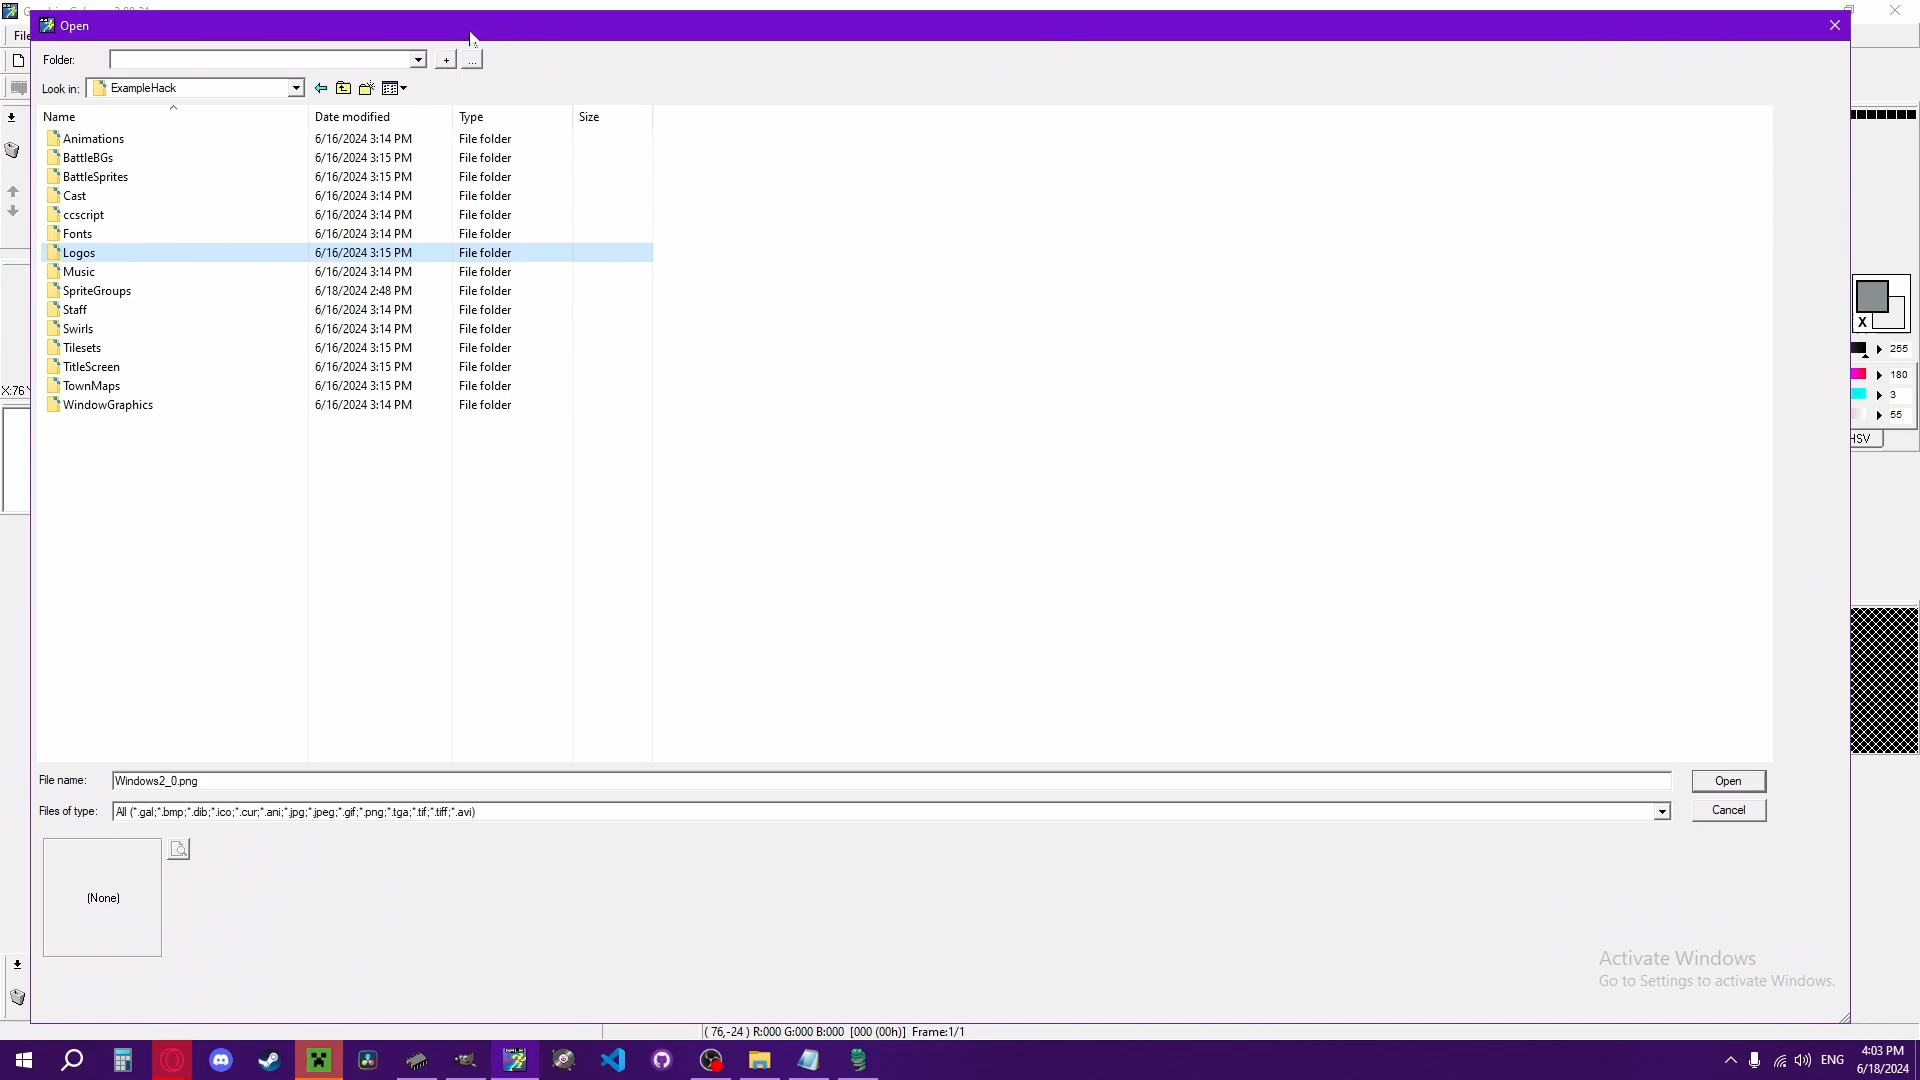 Open
File
Folder:
+
...
Look in:
ExampleHack
Name
Date modified
Type
Size
Animations 6/16/2024 3:14 PM File folder
BattleBGs 6/16/2024 3:15 PM File folder
BattleSprites 6/16/2024 3:15 PM File folder
Cast 6/16/2024 3:14 PM File folder
ccscript 6/16/2024 3:14 PM File folder
Fonts 6/16/2024 3:14 PM File folder
Logos 6/16/2024 3:15 PM File folder
Music 6/16/2024 3:14 PM File folder
SpriteGroups 6/18/2024 2:48 PM File folder
Staff 6/16/2024 3:14 PM File folder
Swirls 6/16/2024 3:14 PM File folder
Tilesets 6/16/2024 3:15 PM File folder
TitleScreen 6/16/2024 3:15 PM File folder
TownMaps 6/16/2024 3:15 PM File folder
WindowGraphics 6/16/2024 3:14 PM File folder
X:76
X
255
180
3
55
HSV
File name: Windows2_0.png
Open
Files of type: All (*.gal;*.bmp;*.dib;*.ico;*.cur;*.ani;*.jpg;*.jpeg;*.gif;*.png;*.tga;*.tif;*.tiff;*.avi)
Cancel
(None)
Activate Windows
Go to Settings to activate Windows.
( 76,-24 ) R:000 G:000 B:000 [000 (00h)] Frame:1/1
ENG
4:03 PM
6/18/2024